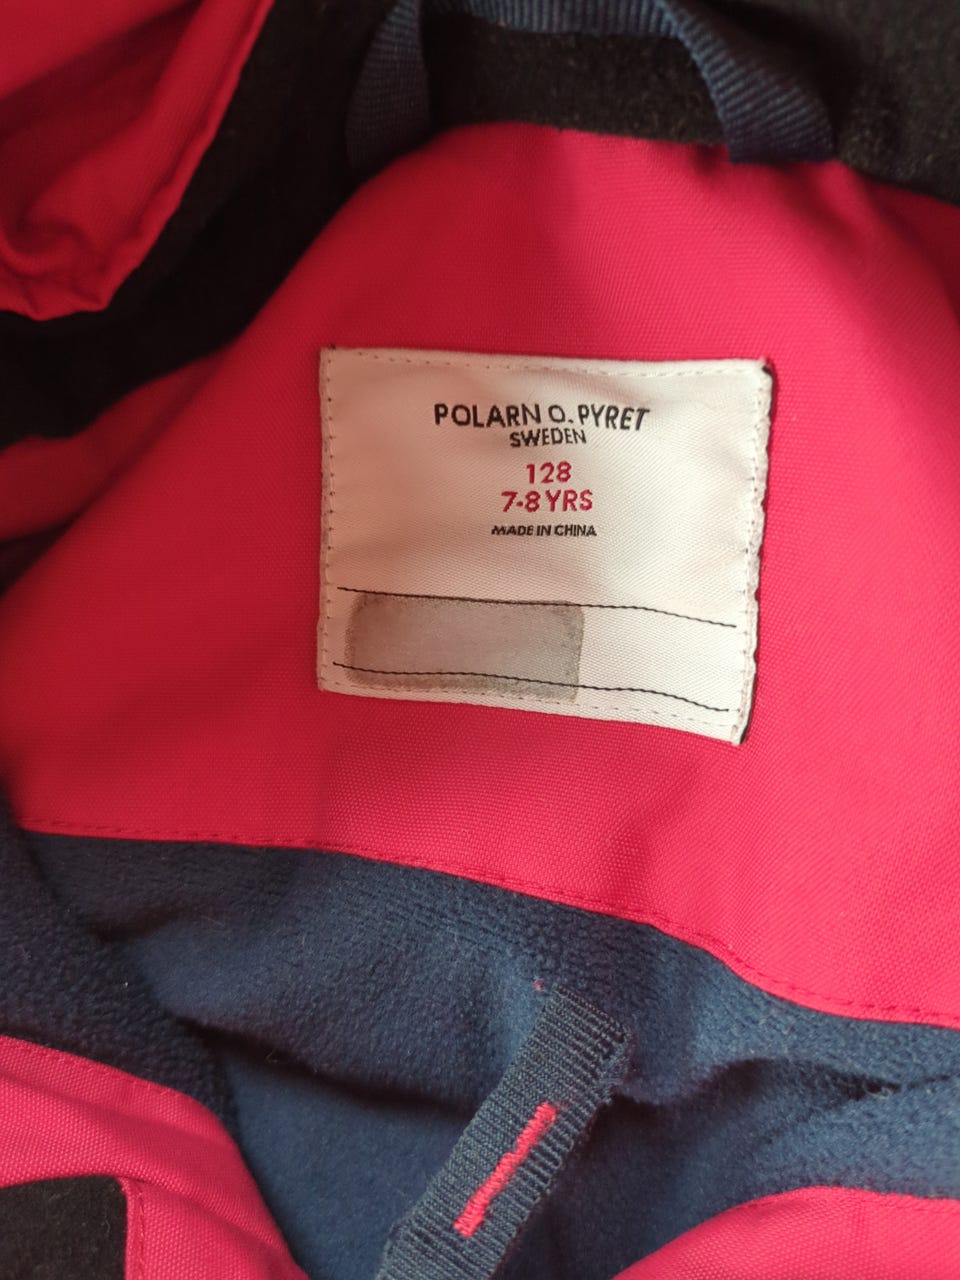 POLARN O. PYRET
SWEDEN
128
7-8 YRS
MADE IN CHINA